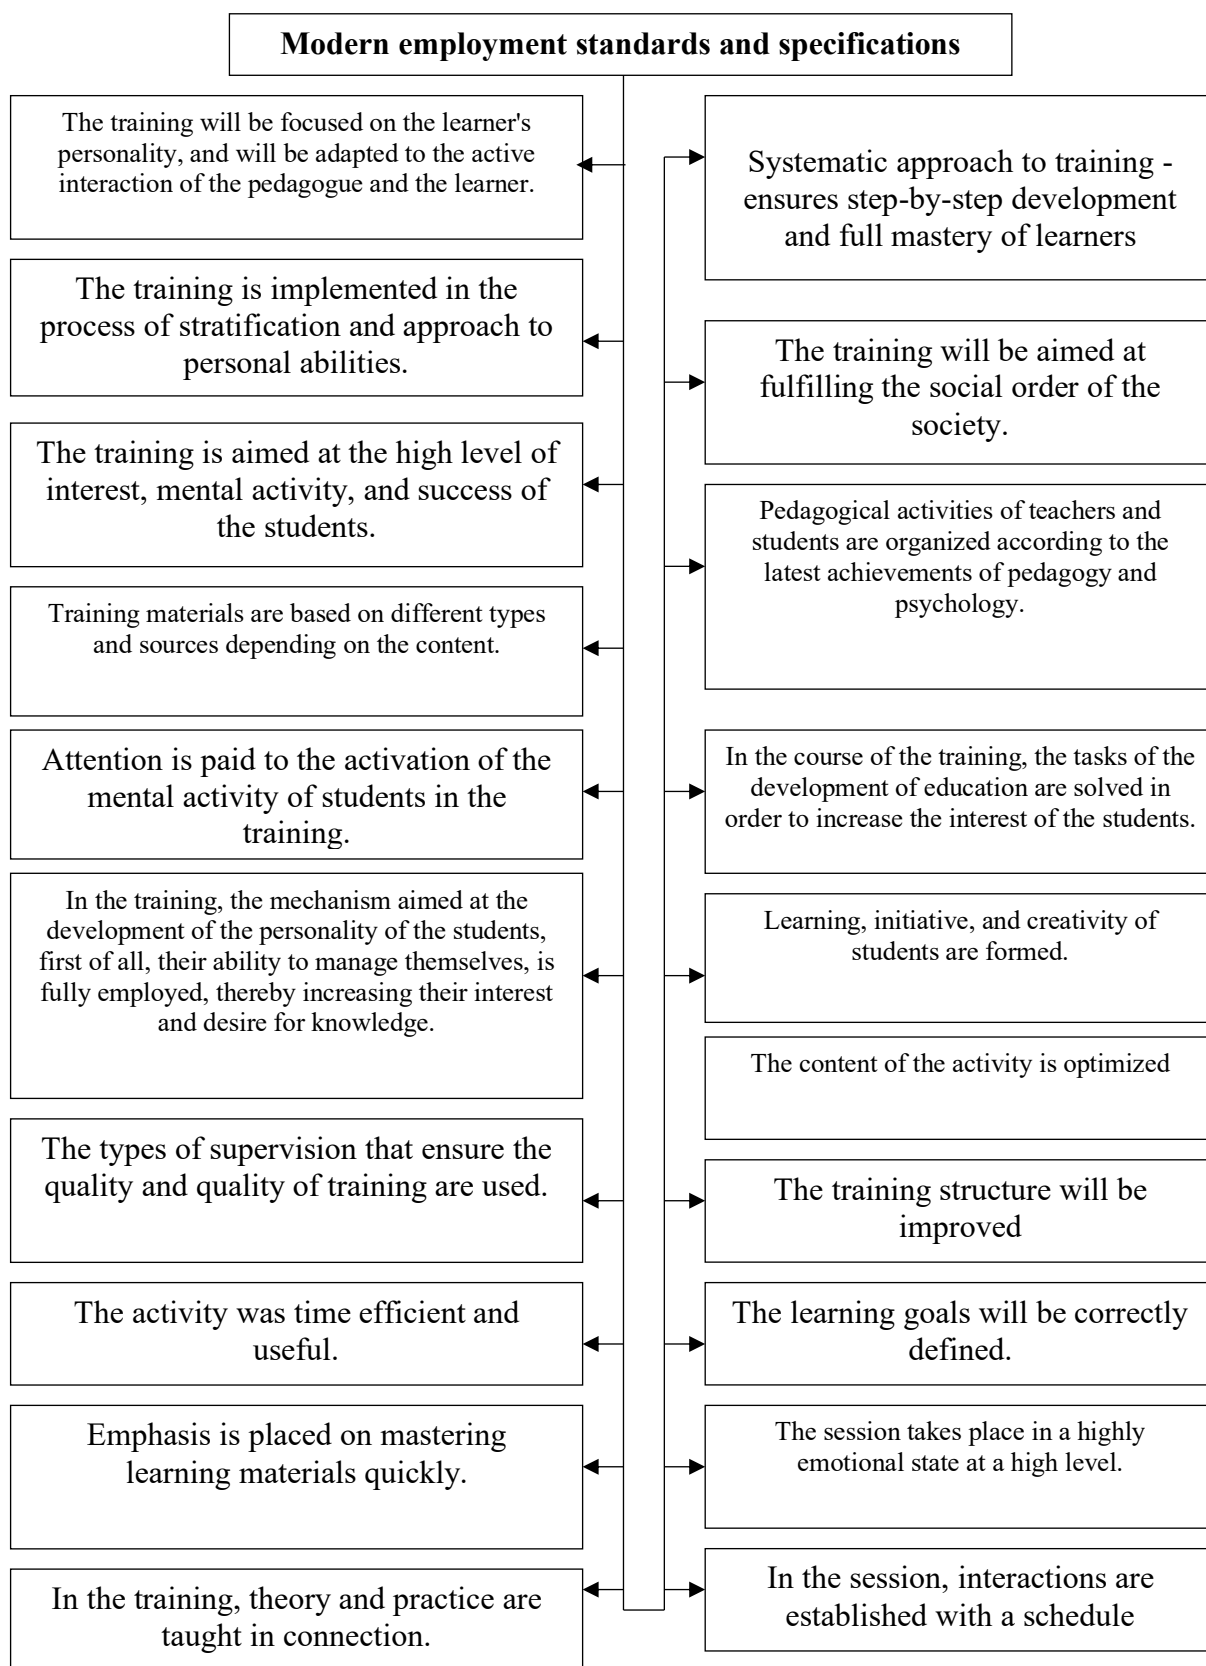 Modern employment standards and specifications
The training will be focused on the learner's
personality, and will be adapted to the active
interaction of the pedagogue and the learner.
The training is implemented in the
process of stratification and approach to
personal abilities.
The training is aimed at the high level of
interest, mental activity, and success of
the students.
Training materials are based on different types
and sources depending on the content.
Attention is paid to the activation of the
mental activity of students in the
training.
In the training, the mechanism aimed at the
development of the personality of the students,
first of all, their ability to manage themselves, is
fully employed, thereby increasing their interest
and desire for knowledge.
The types of supervision that ensure the
quality and quality of training are used.
The activity was time efficient and
useful.
Emphasis is placed on mastering
learning materials quickly.
In the training, theory and practice are
taught in connection.
Systematic approach to training -
ensures step-by-step development
and full mastery of learners
The training will be aimed at
fulfilling the social order of the
society.
Pedagogical activities of teachers and
students are organized according to the
latest achievements of pedagogy and
psychology.
In the course of the training, the tasks of the
development of education are solved in
order to increase the interest of the students.
Learning, initiative, and creativity of
students are formed.
The content of the activity is optimized
The training structure will be
improved
The learning goals will be correctly
defined.
The session takes place in a highly
emotional state at a high level.
In the session, interactions are
established with a schedule